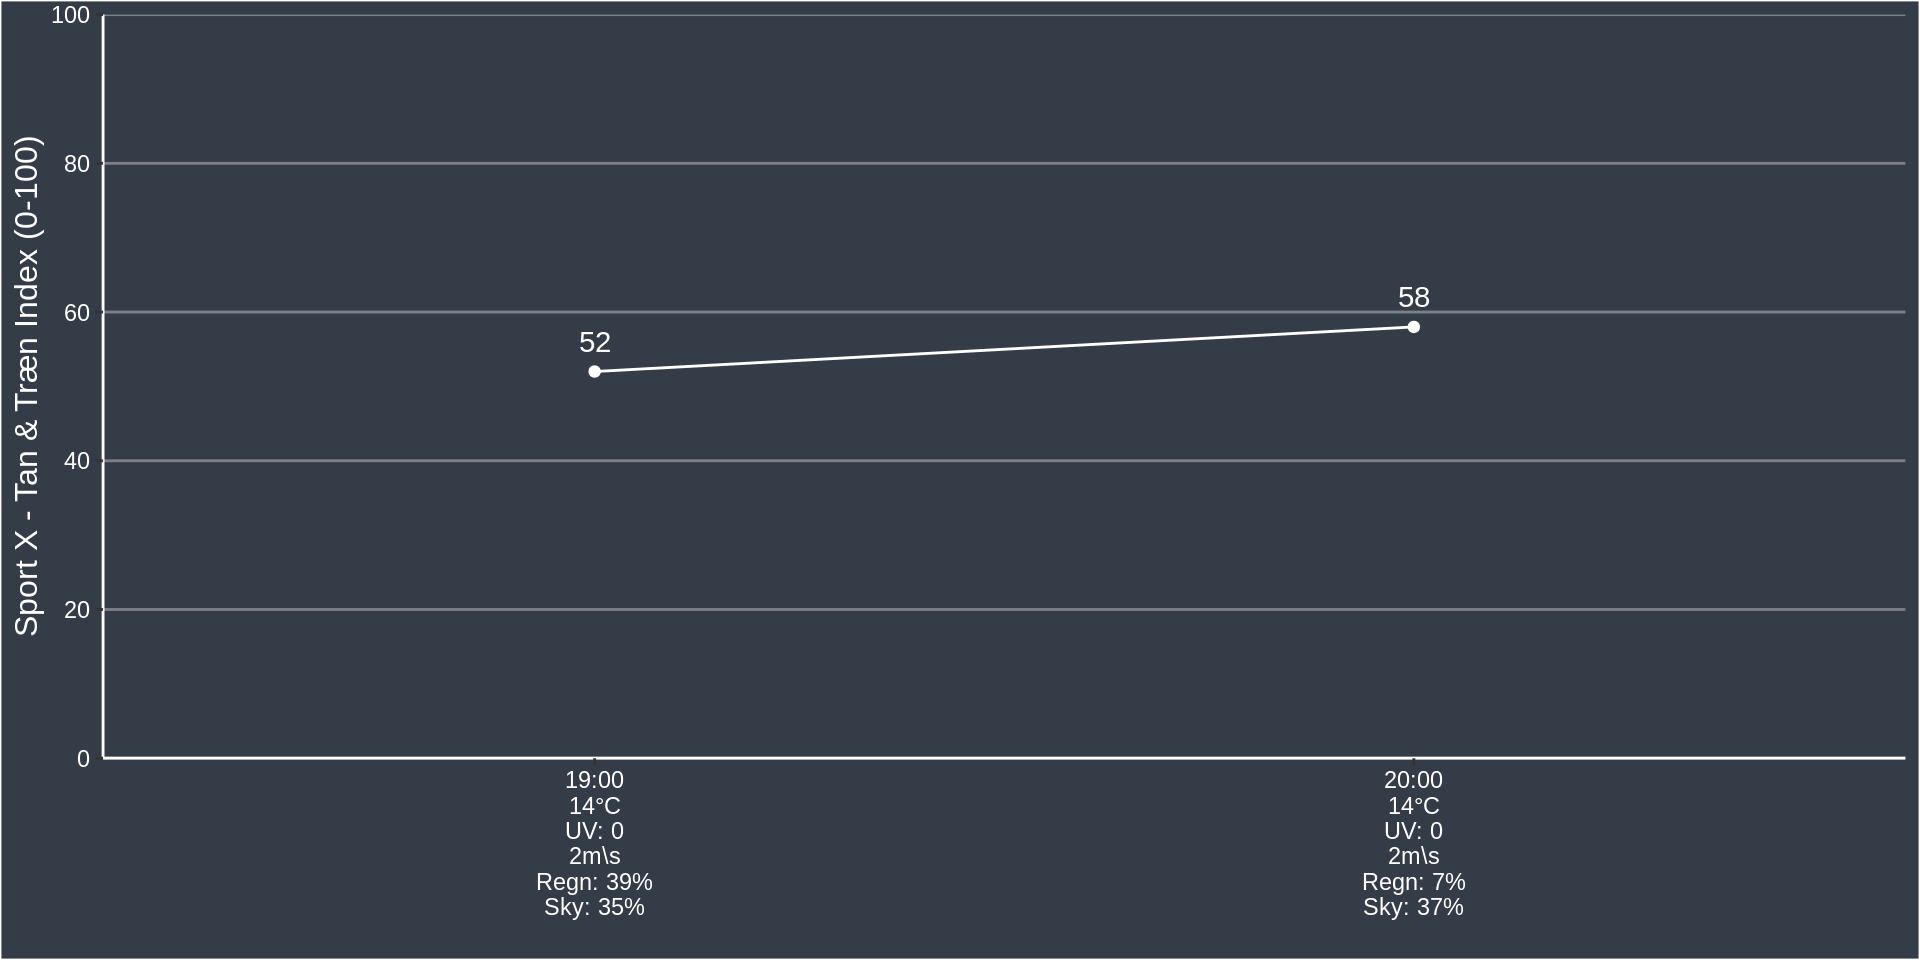 Sport X - Tan & Træn Index (0-100)
100
80
60
40
20
0
52
58
19:00
14°C
UV: 0
2m\s
Regn: 39%
Sky: 35%
20:00
14°C
UV: 0
2m\s
Regn: 7%
Sky: 37%